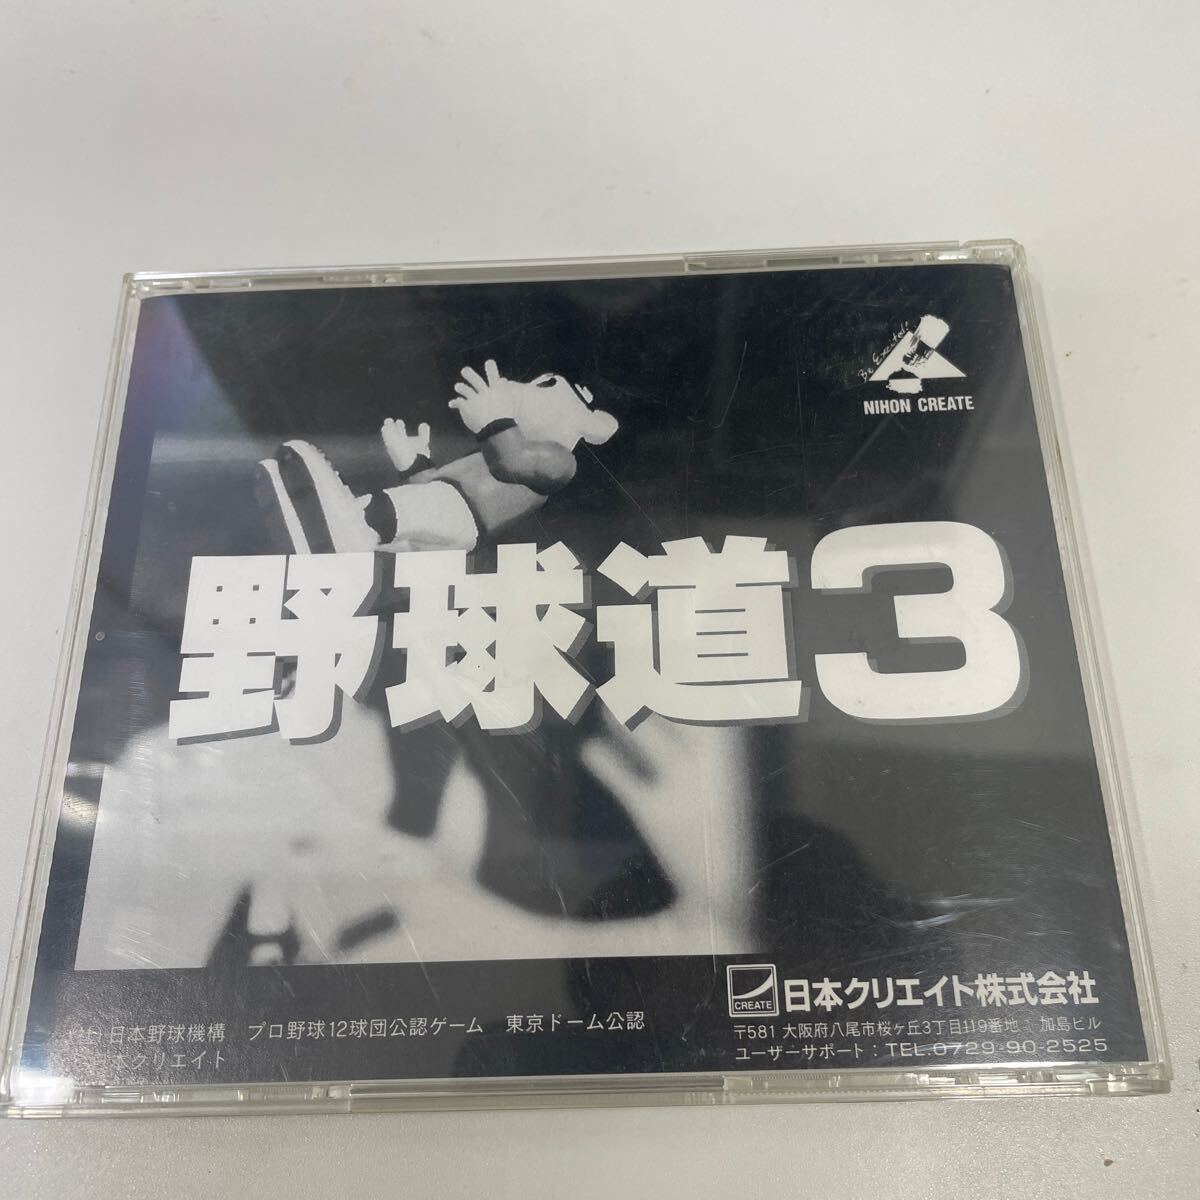 Be Excited!
NIHON CREATE
野球道3
CREATE
日本クリエイト株式会社
〒581 大阪府八尾市桜ヶ丘3丁目119番地 加島ビル
ユーザーサポート：TEL.0729-90-2525
(社)日本野球機構 プロ野球12球団公認ゲーム 東京ドーム公認
本クリエイト